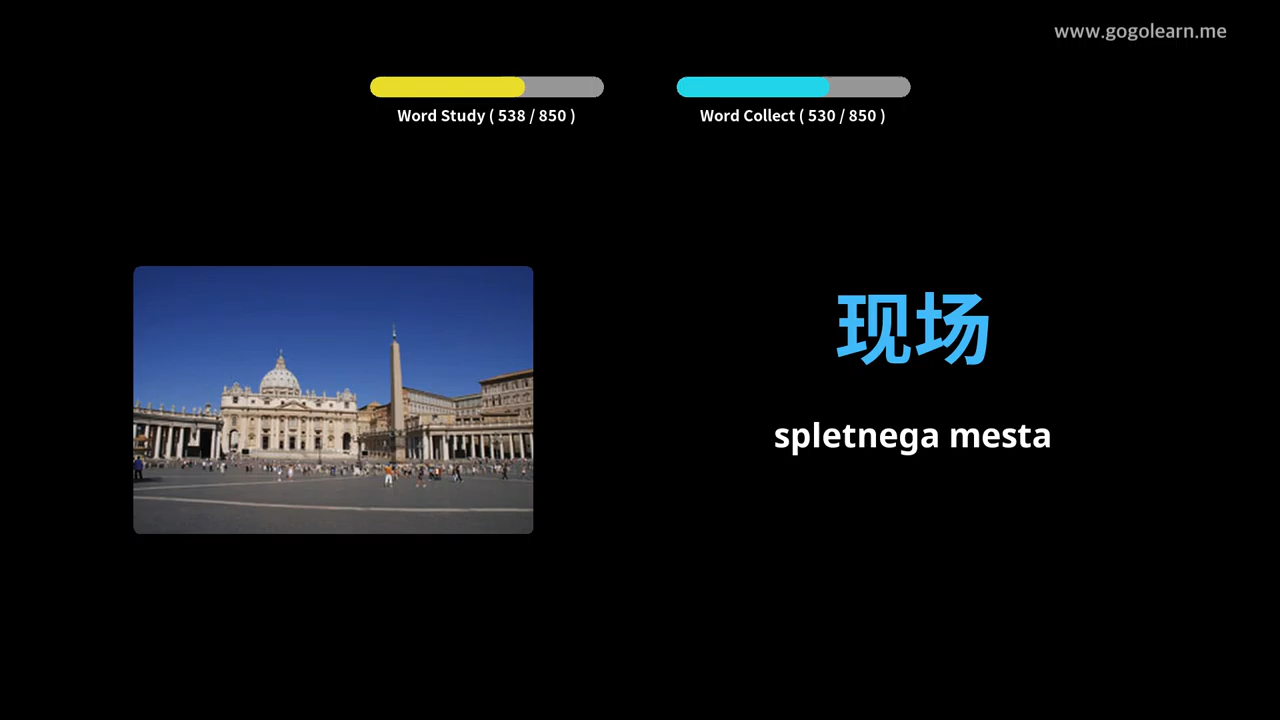 www.gogolearn.me
Word Study ( 538 / 850 )
Word Collect ( 530 / 850 )
现场
spletnega mesta